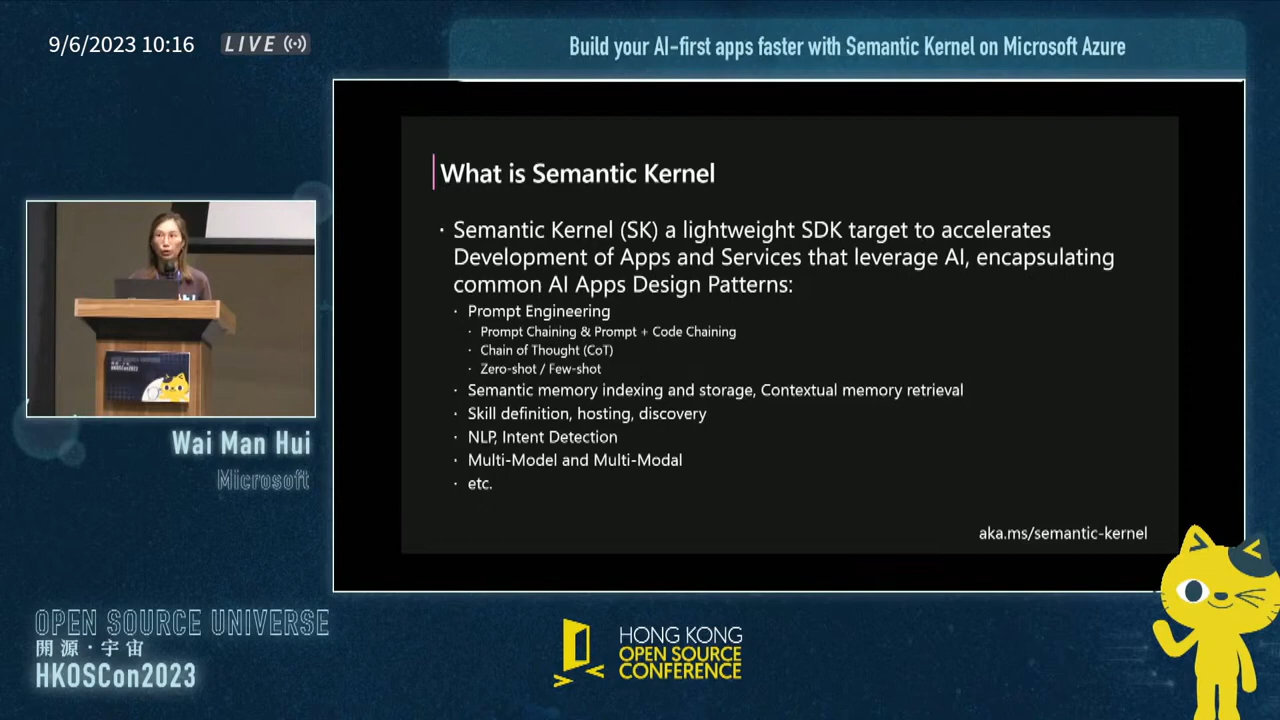 9/6/2023 10:16
LIVE
Build your AI-first apps faster with Semantic Kernel on Microsoft Azure
What is Semantic Kernel
· Semantic Kernel (SK) a lightweight SDK target to accelerates
Development of Apps and Services that leverage AI, encapsulating
common AI Apps Design Patterns:
· Prompt Engineering
· Prompt Chaining & Prompt + Code Chaining
· Chain of Thought (CoT)
· Zero-shot / Few-shot
· Semantic memory indexing and storage, Contextual memory retrieval
· Skill definition, hosting, discovery
· NLP, Intent Detection
· Multi-Model and Multi-Modal
· etc.
aka.ms/semantic-kernel
HKOSCon2023
Wai Man Hui
Microsoft
OPEN SOURCE UNIVERSE
開源·宇宙
HKOSCon2023
HONG KONG
OPEN SOURCE
CONFERENCE